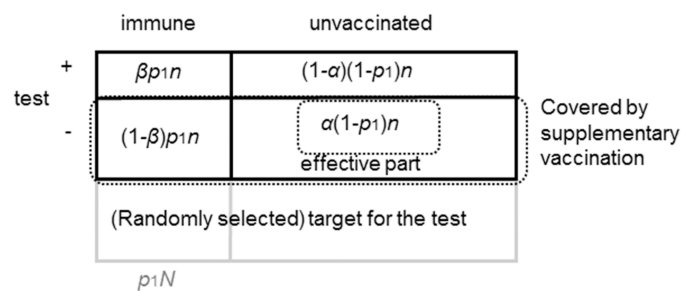 immune unvaccinated
+ βp1n (1-α)(1-p1)n
test
- (1-β)p1n α(1-p1)n
effective part
Covered by
supplementary
vaccination
(Randomly selected) target for the test
p1N